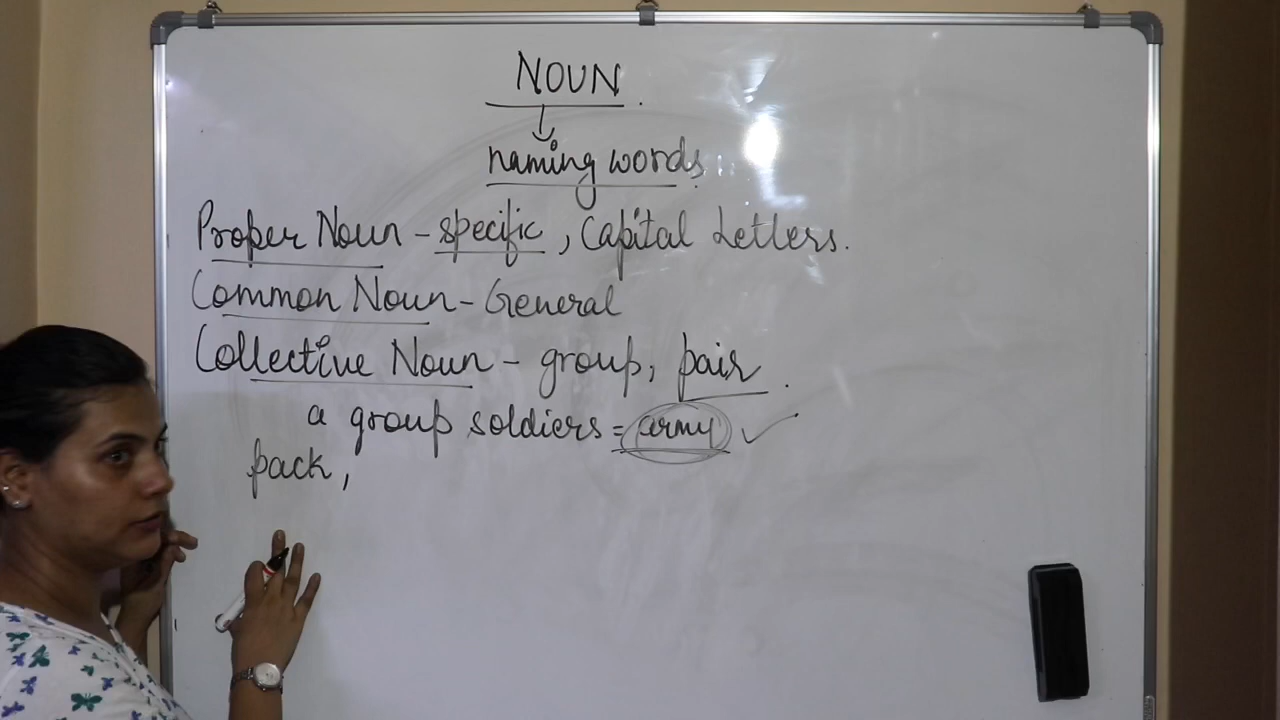 NOUN.
naming words.
Proper Noun - specific, Capital Letters.
Common Noun - General
Collective Noun - group, pair.
a group soldiers = army ✓
pack,